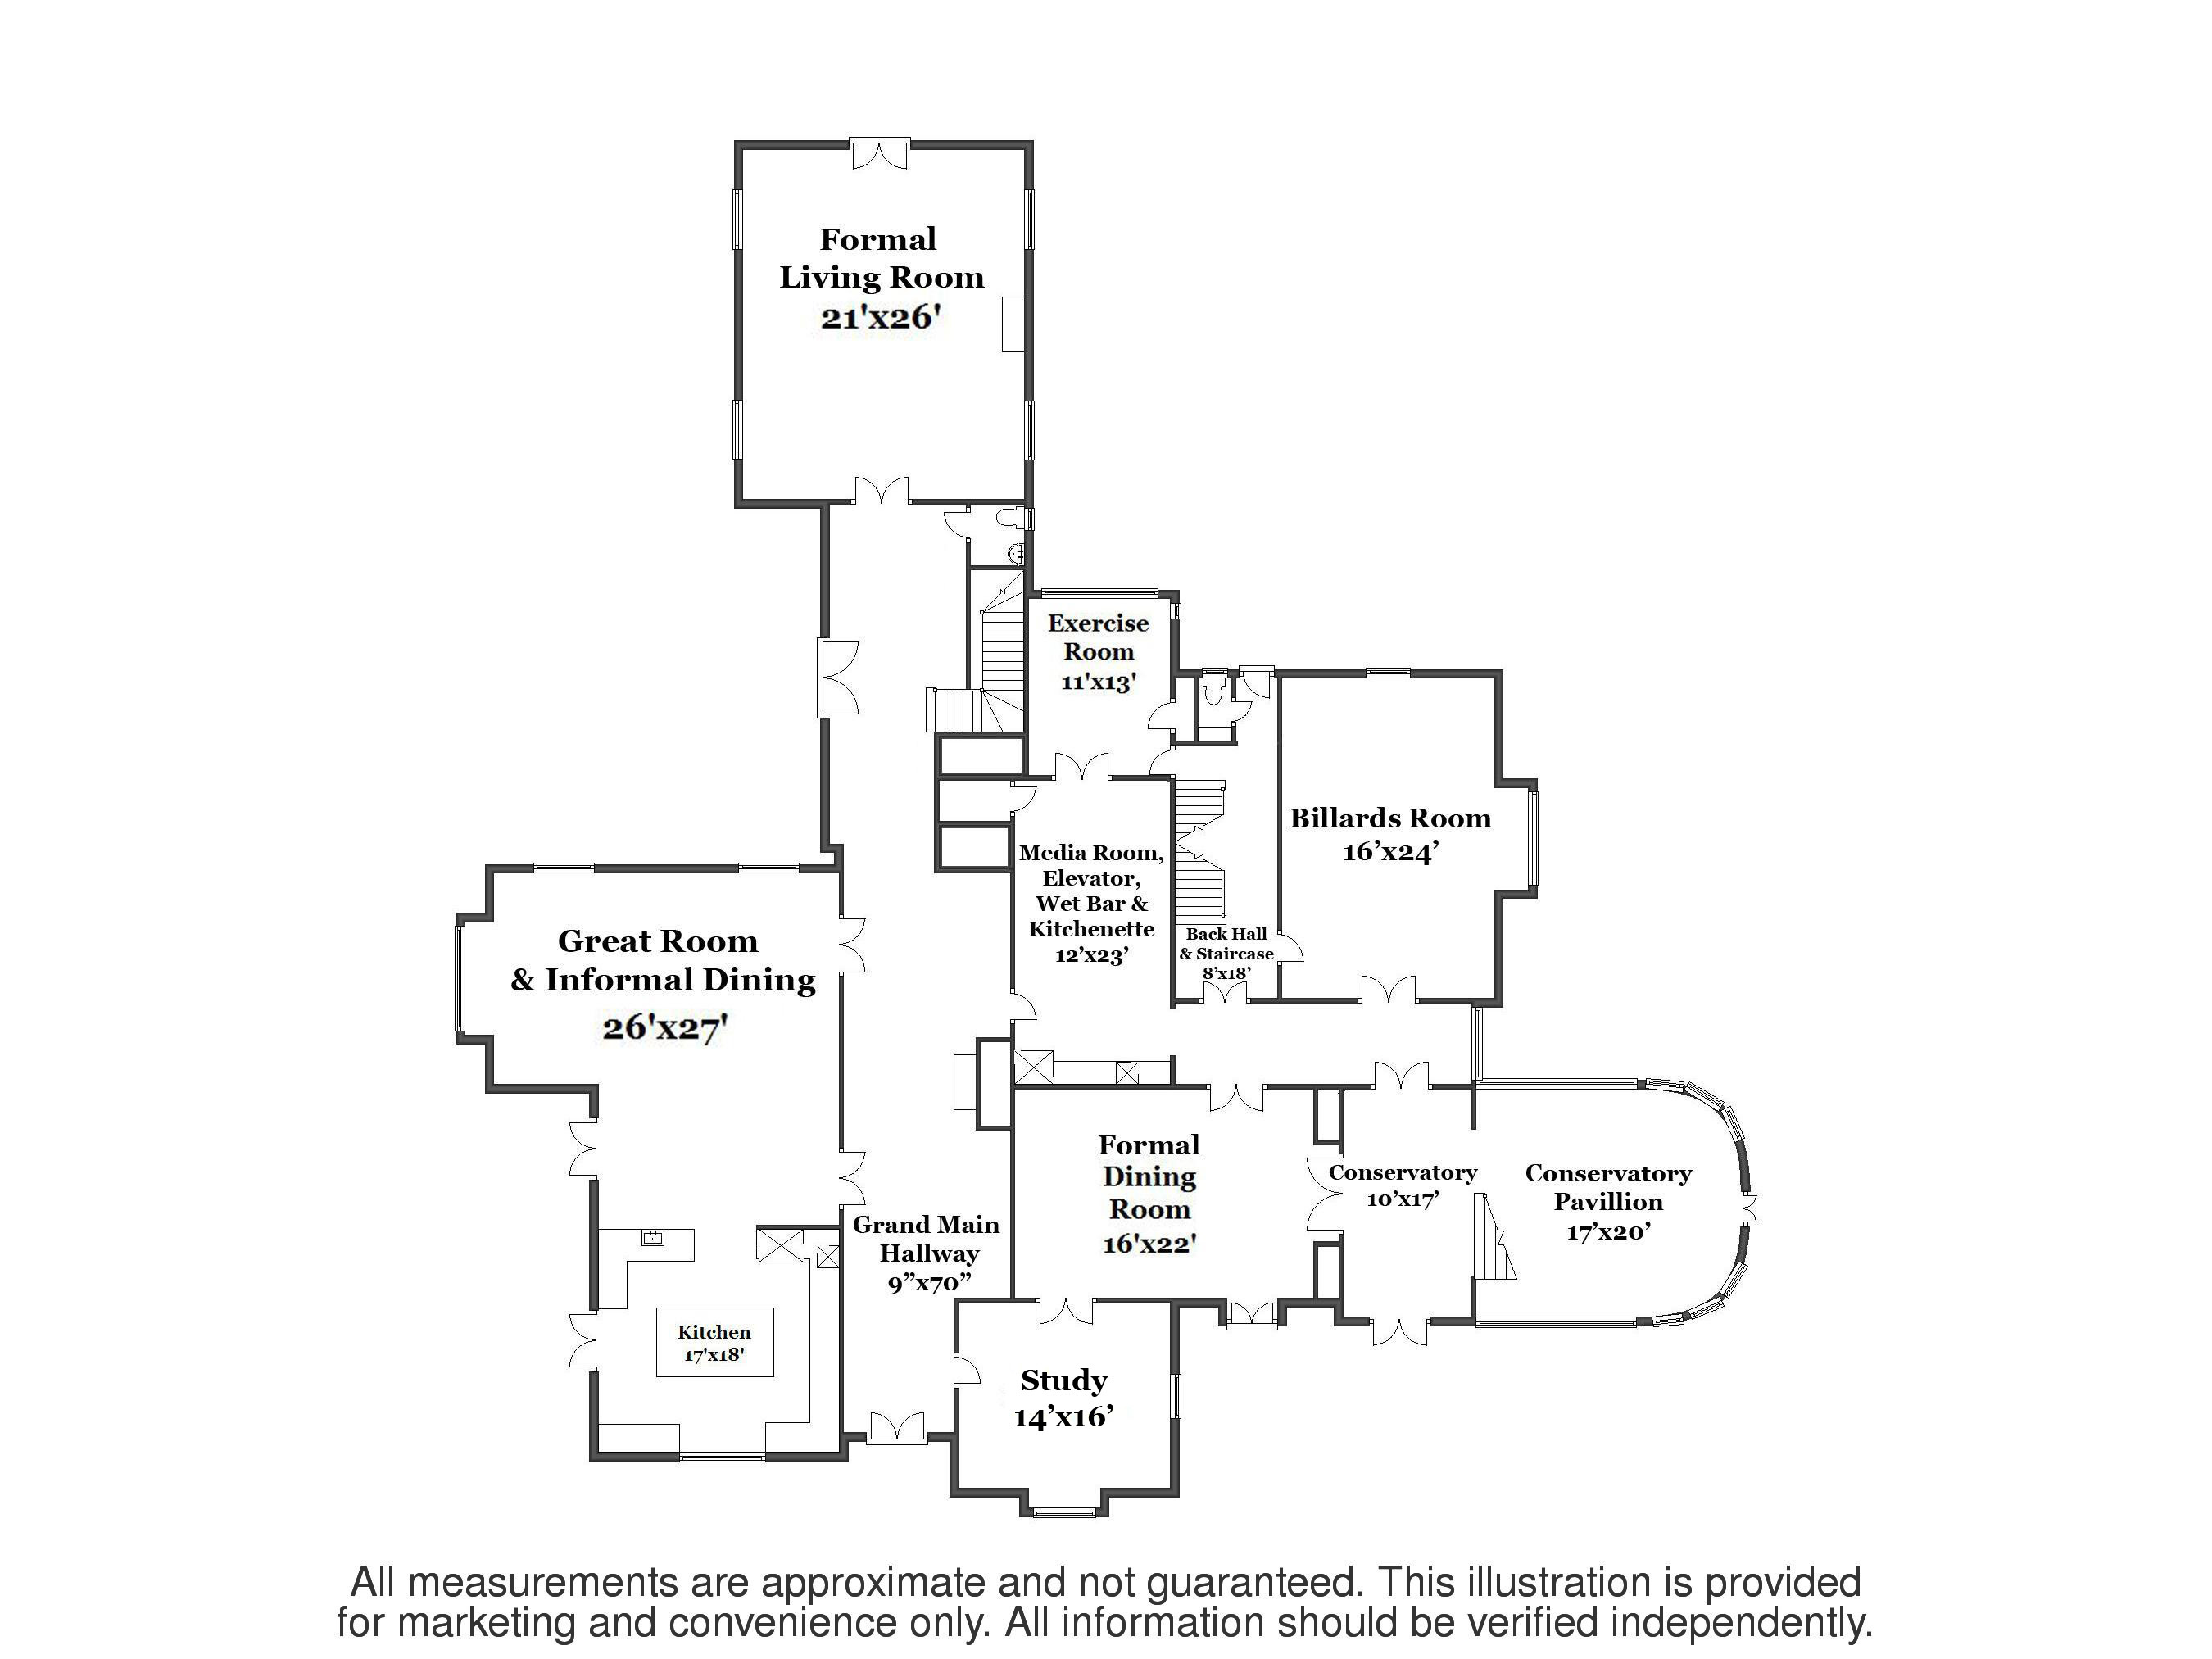 Formal
Living Room
21'x26'
Exercise
Room
11'x13'
Billards Room
16’x24’
Media Room,
Elevator,
Wet Bar &
Kitchenette
12’x23’
Back Hall
& Staircase
8’x18’
Great Room
& Informal Dining
26'x27'
Formal
Dining
Room
16'x22'
Conservatory
10’x17’
Conservatory
Pavillion
17’x20’
Grand Main
Hallway
9”x70”
Kitchen
17'x18'
Study
14’x16’
All measurements are approximate and not guaranteed. This illustration is provided
for marketing and convenience only. All information should be verified independently.